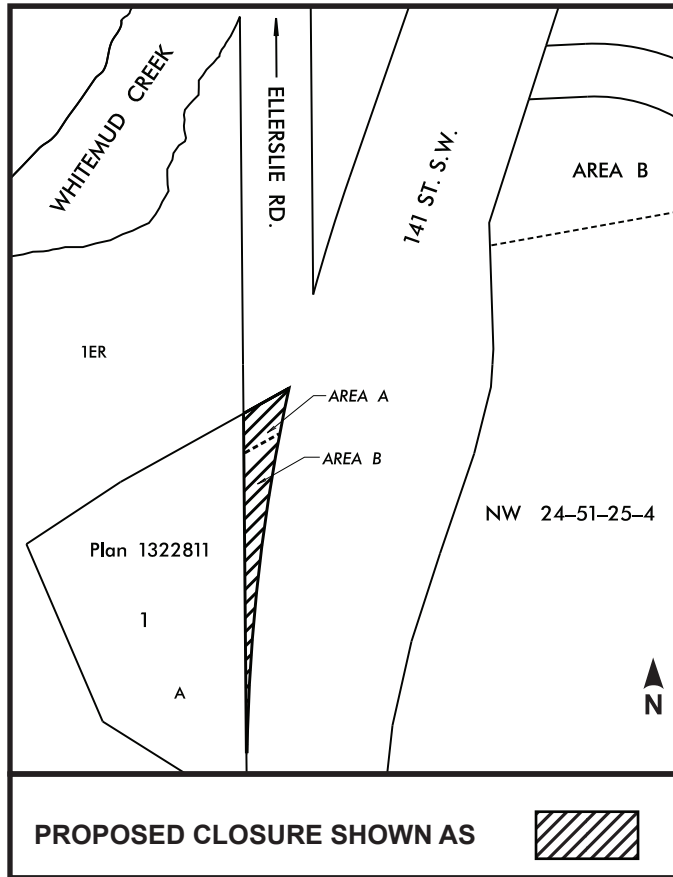 WHITEMUD CREEK
ELLERSLIE RD.
141 ST. S.W.
AREA B
1ER
AREA A
AREA B
NW 24–51–25–4
Plan 1322811
1
A
N
PROPOSED CLOSURE SHOWN AS